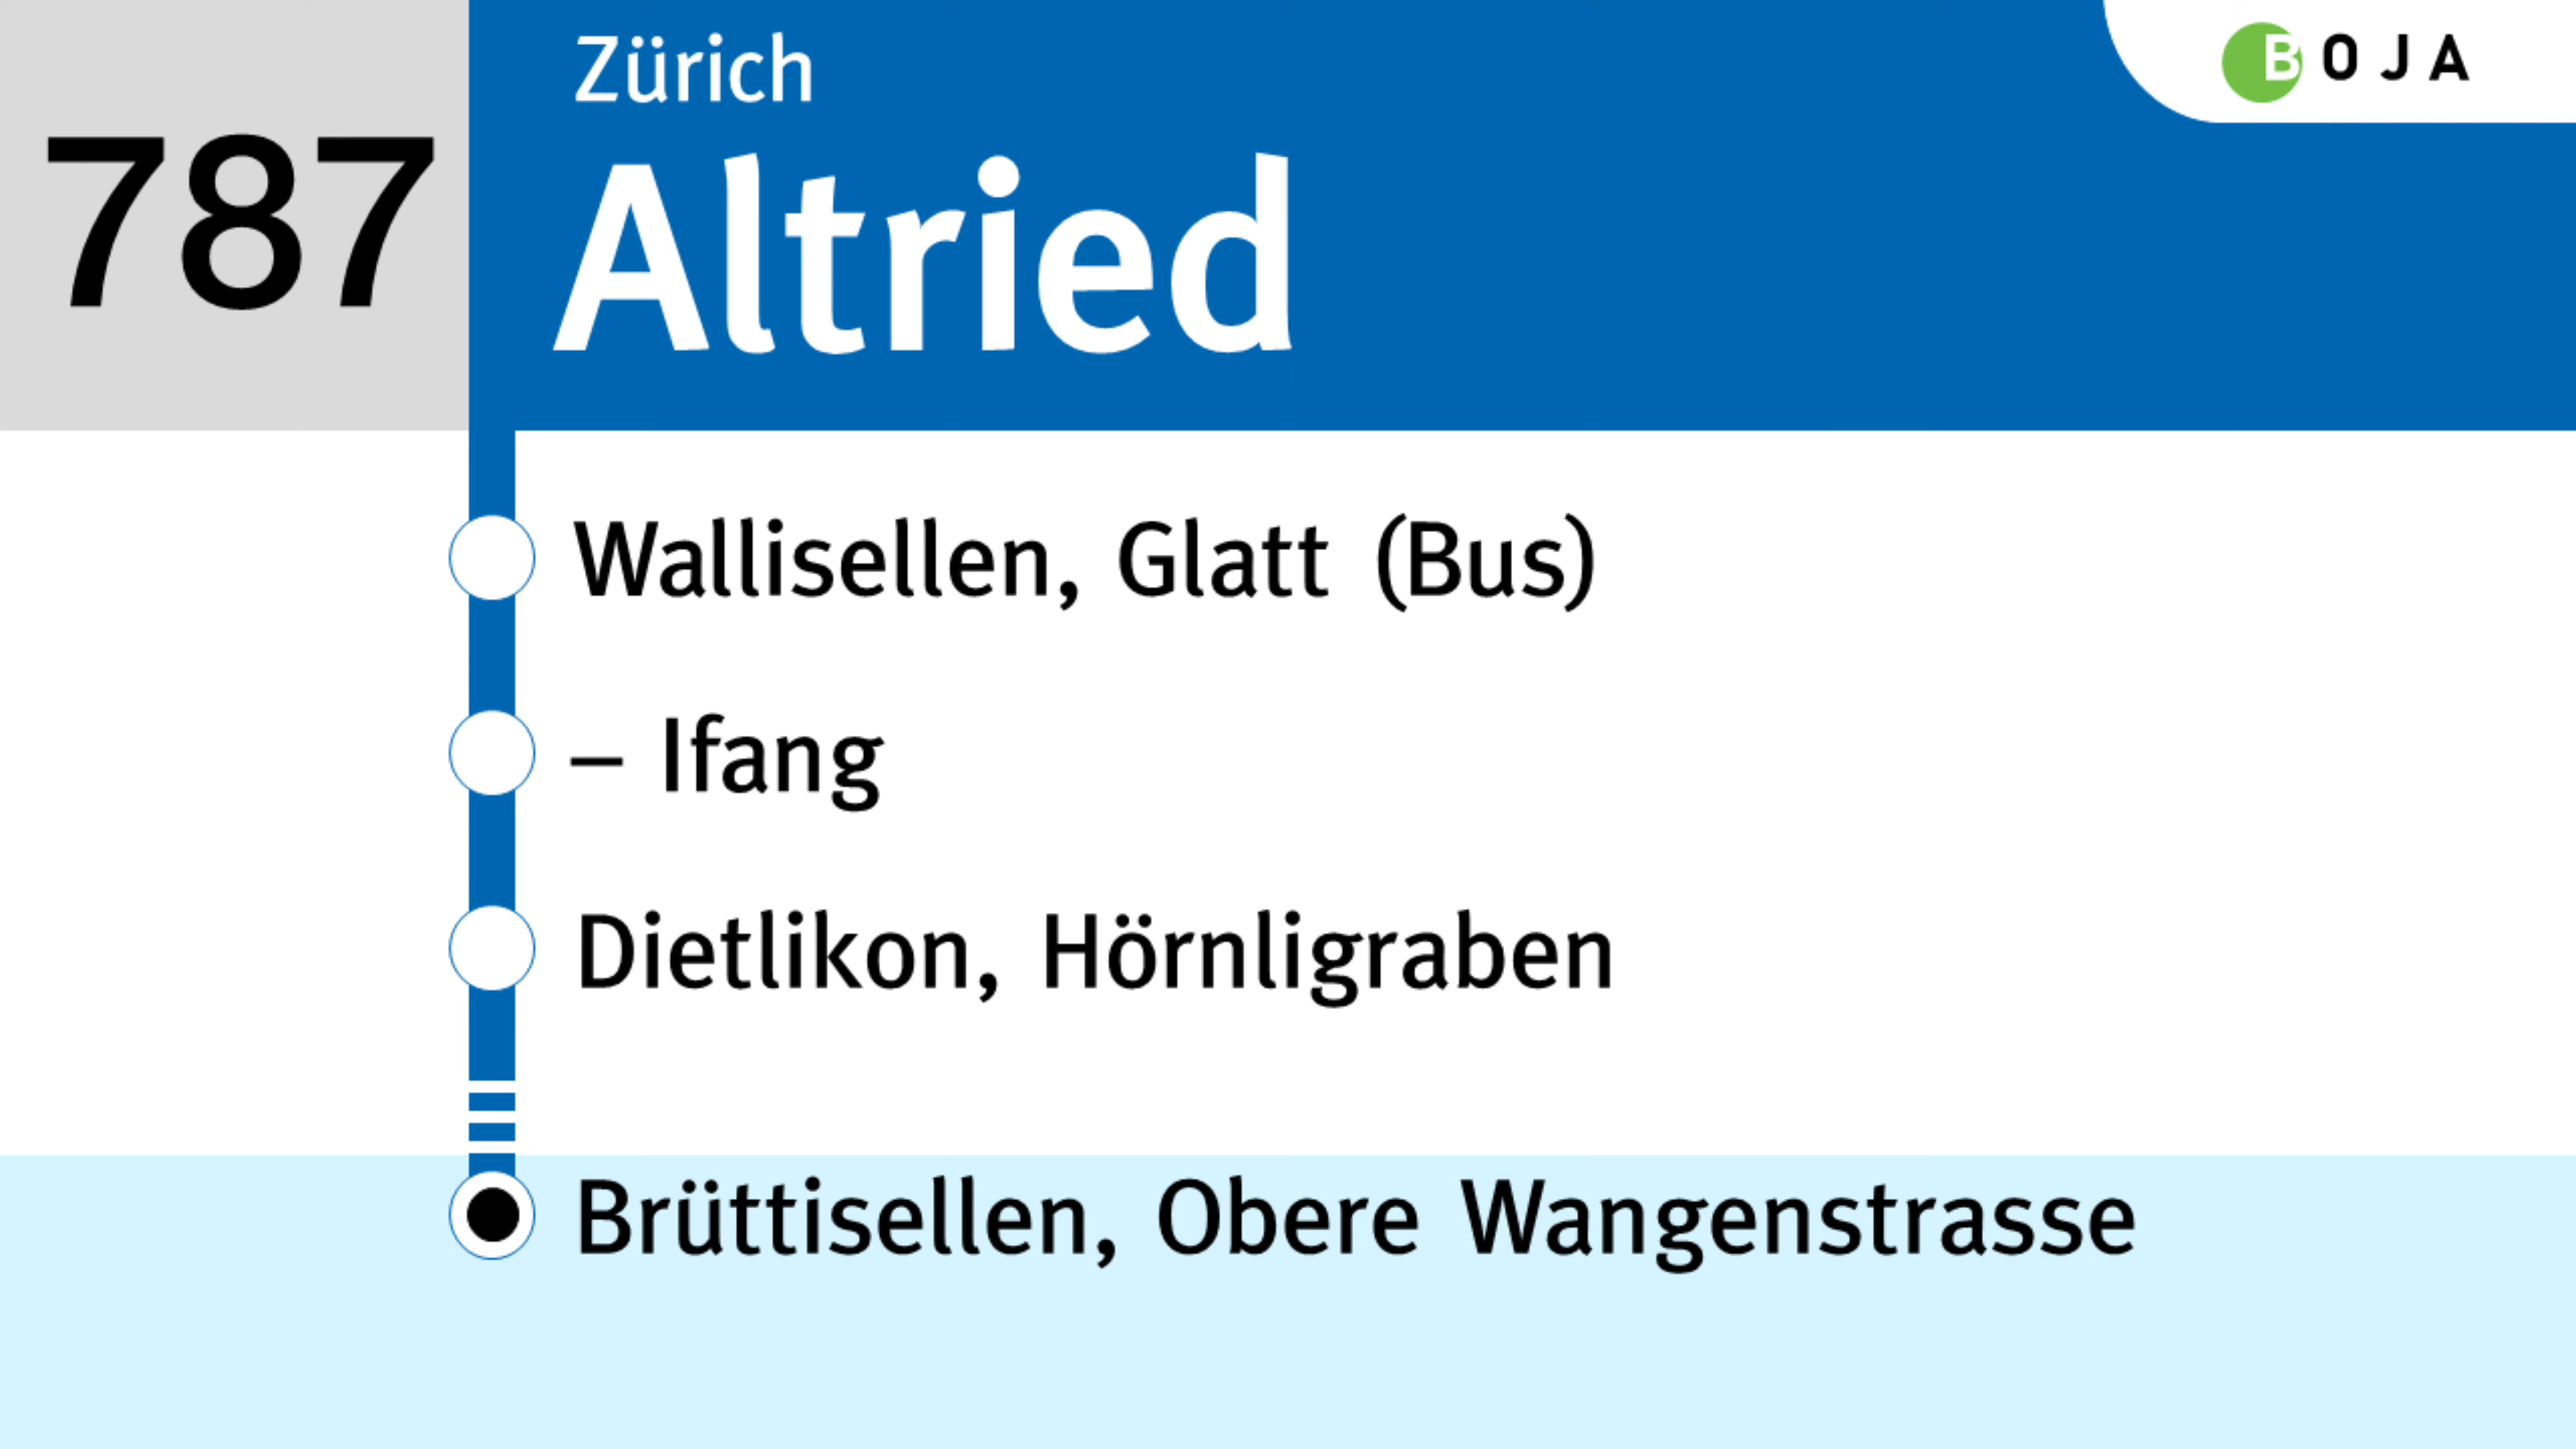 Zürich
BOJA
787
Altried
Wallisellen, Glatt (Bus)
– Ifang
Dietlikon, Hörnligraben
Brüttisellen, Obere Wangenstrasse